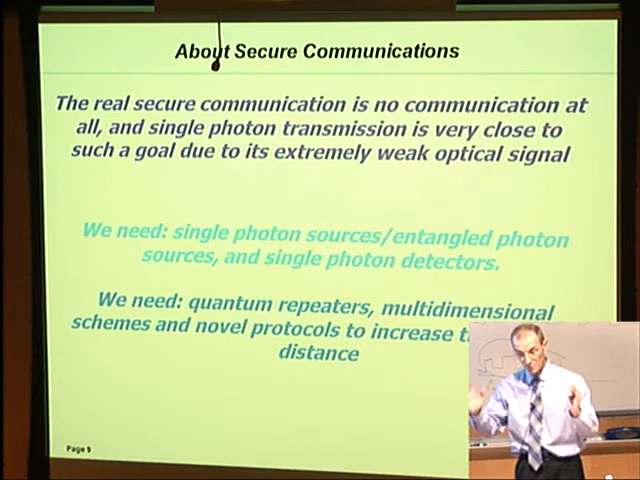 About Secure Communications
The real secure communication is no communication at
all, and single photon transmission is very close to
such a goal due to its extremely weak optical signal
We need: single photon sources/entangled photon
sources, and single photon detectors.
We need: quantum repeaters, multidimensional
schemes and novel protocols to increase
distance
Page 9